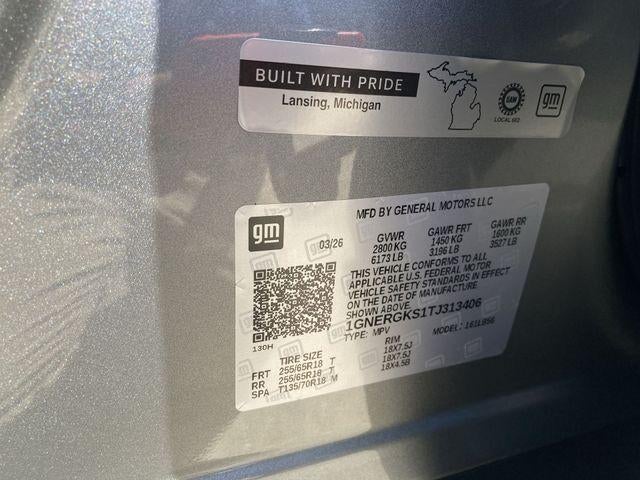 BUILT WITH PRIDE
Lansing, Michigan
UAW
LOCAL 602
gm
gm
MFD BY GENERAL MOTORS LLC
03/26
GVWR GAWR FRT GAWR RR
2800 KG 1450 KG 1600 KG
6173 LB 3196 LB 3527 LB
THIS VEHICLE CONFORMS TO ALL
APPLICABLE U.S. FEDERAL MOTOR
VEHICLE SAFETY STANDARDS IN EFFECT
ON THE DATE OF MANUFACTURE
SHOWN ABOVE.
1GNERGKS1TJ313406
TYPE: MPV MODEL: 161LB56
130H
TIRE SIZE RIM
FRT 255/65R18 T 18X7.5J
RR 255/65R18 T 18X7.5J
SPA T135/70R18 M 18X4.5B